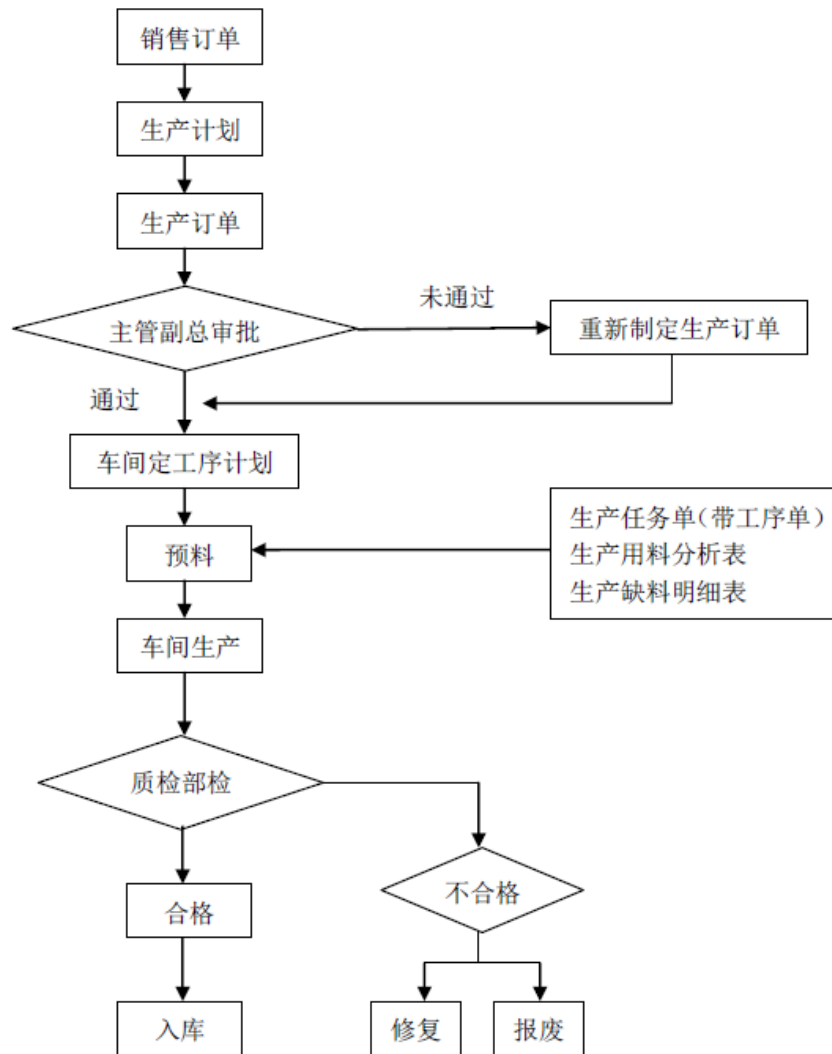 销售订单
生产计划
生产订单
主管副总审批
未通过
重新制定生产订单
通过
车间定工序计划
生产任务单(带工序单)
生产用料分析表
生产缺料明细表
预料
车间生产
质检部检
合格
不合格
入库
修复
报废